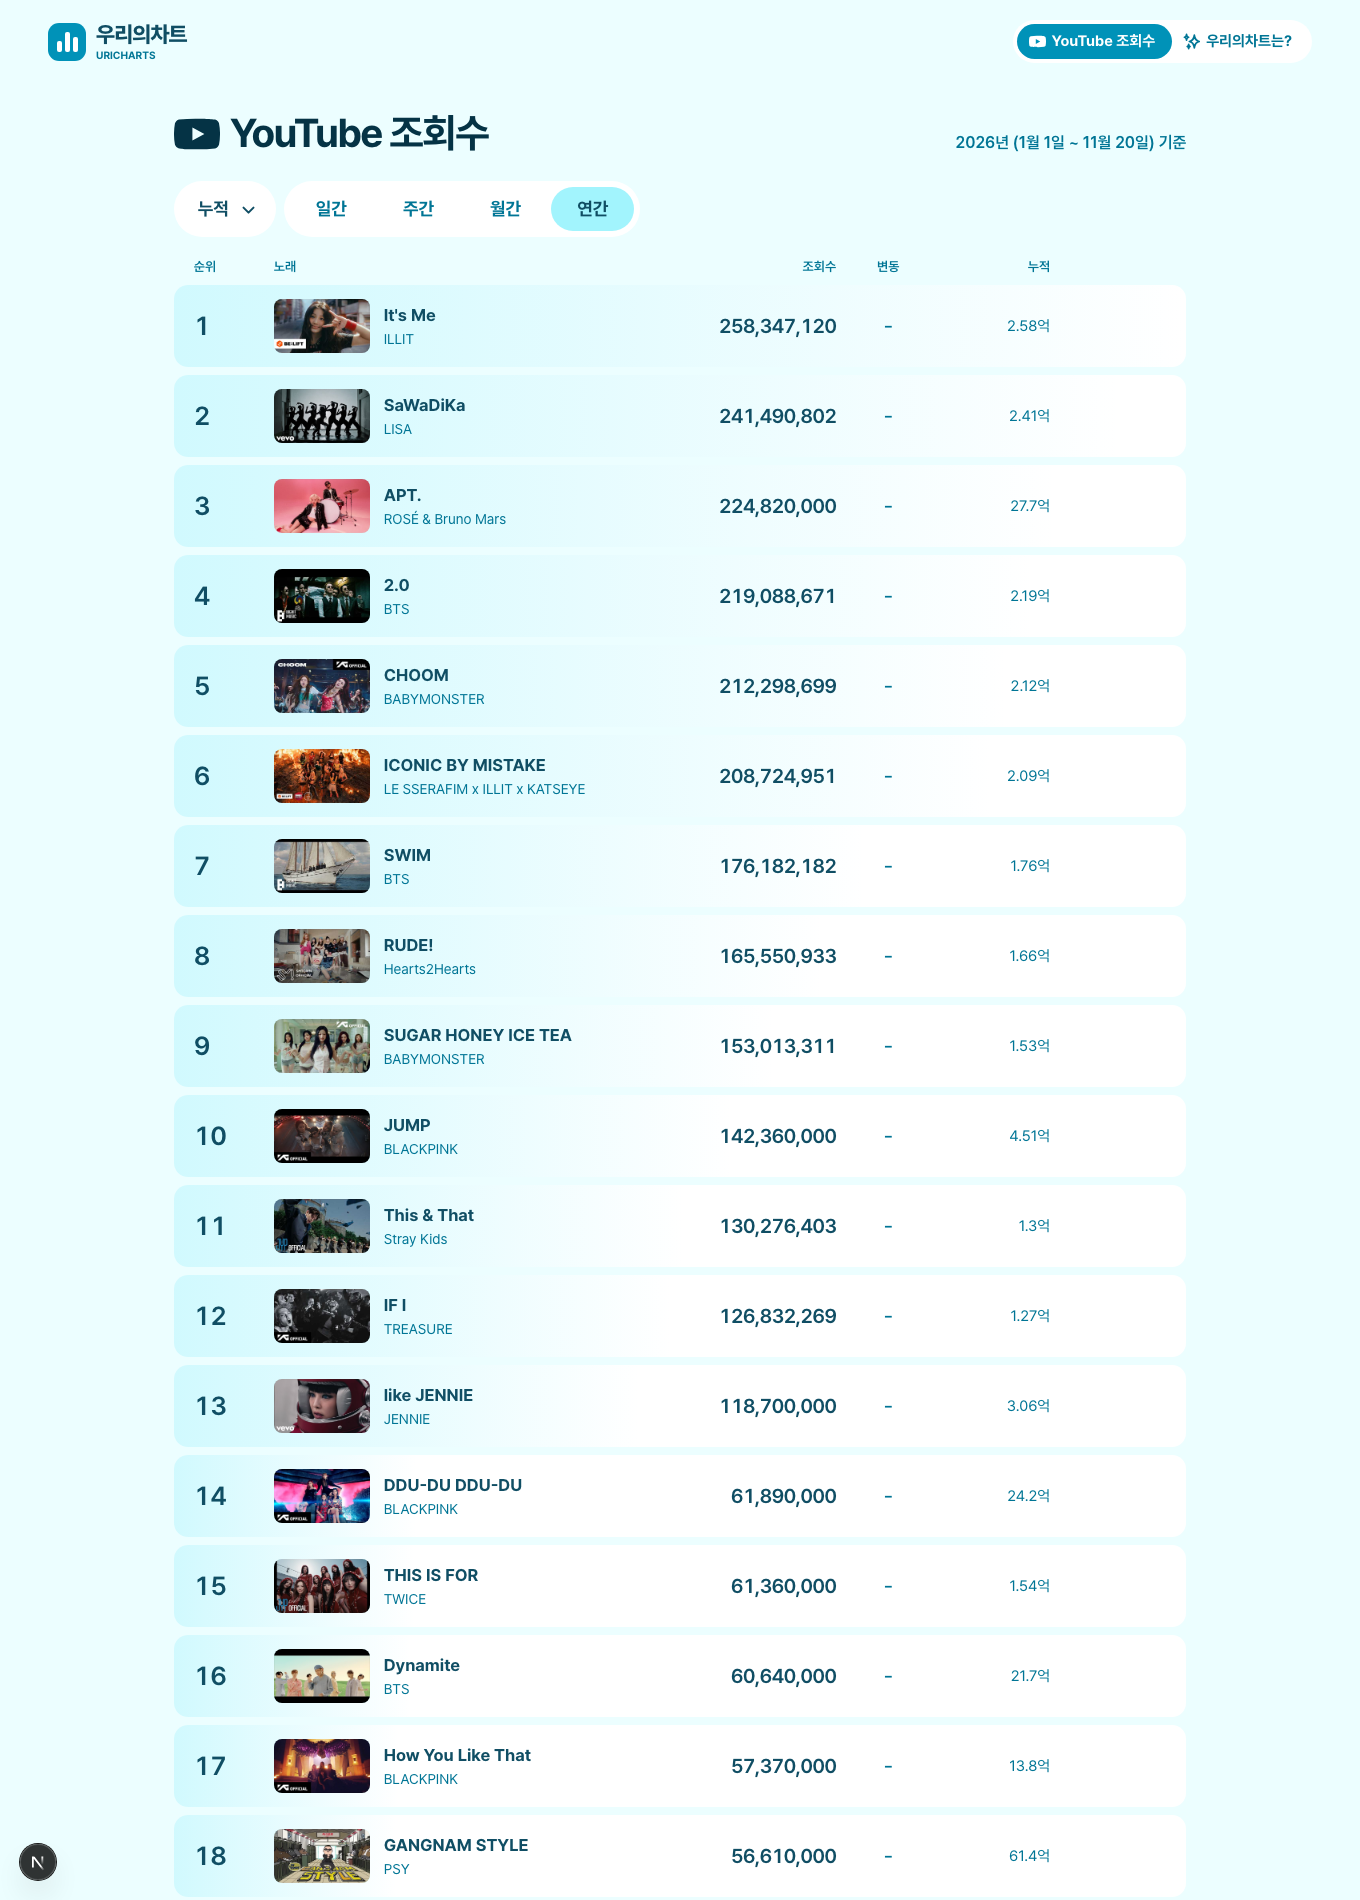 우리의차트
URICHARTS
YouTube 조회수
우리의차트는?
YouTube 조회수
2026년 (1월 1일 ~ 11월 20일) 기준
누적
일간 주간 월간 연간
순위 노래 조회수 변동 누적
1 It's Me 258,347,120 - 2.58억
ILLIT
2 SaWaDiKa 241,490,802 - 2.41억
LISA
vevo
3 APT. 224,820,000 - 27.7억
ROSÉ & Bruno Mars
4 2.0 219,088,671 - 2.19억
BTS
5 CHOOM 212,298,699 - 2.12억
BABYMONSTER
CHOOM
OFFICIAL
6 ICONIC BY MISTAKE 208,724,951 - 2.09억
LE SSERAFIM x ILLIT x KATSEYE
7 SWIM 176,182,182 - 1.76억
BTS
8 RUDE! 165,550,933 - 1.66억
Hearts2Hearts
9 SUGAR HONEY ICE TEA 153,013,311 - 1.53억
BABYMONSTER
OFFICIAL
10 JUMP 142,360,000 - 4.51억
BLACKPINK
OFFICIAL
11 This & That 130,276,403 - 1.3억
Stray Kids
OFFICIAL
12 IF I 126,832,269 - 1.27억
TREASURE
OFFICIAL
13 like JENNIE 118,700,000 - 3.06억
JENNIE
vevo
14 DDU-DU DDU-DU 61,890,000 - 24.2억
BLACKPINK
OFFICIAL
15 THIS IS FOR 61,360,000 - 1.54억
TWICE
OFFICIAL
16 Dynamite 60,640,000 - 21.7억
BTS
17 How You Like That 57,370,000 - 13.8억
BLACKPINK
OFFICIAL
18 GANGNAM STYLE 56,610,000 - 61.4억
PSY
STYLE
N